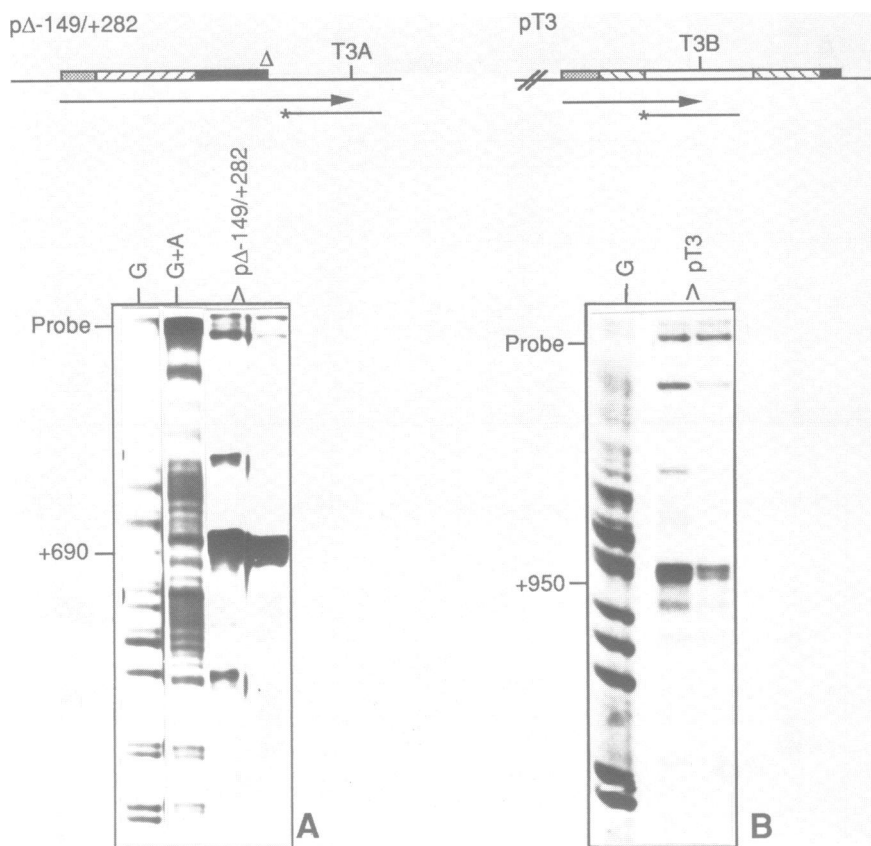 pΔ-149/+282
Δ
T3A
*
pT3
T3B
*
G
G+A
> pΔ-149/+282
Probe
+690
A
G
> pT3
Probe
+950
B